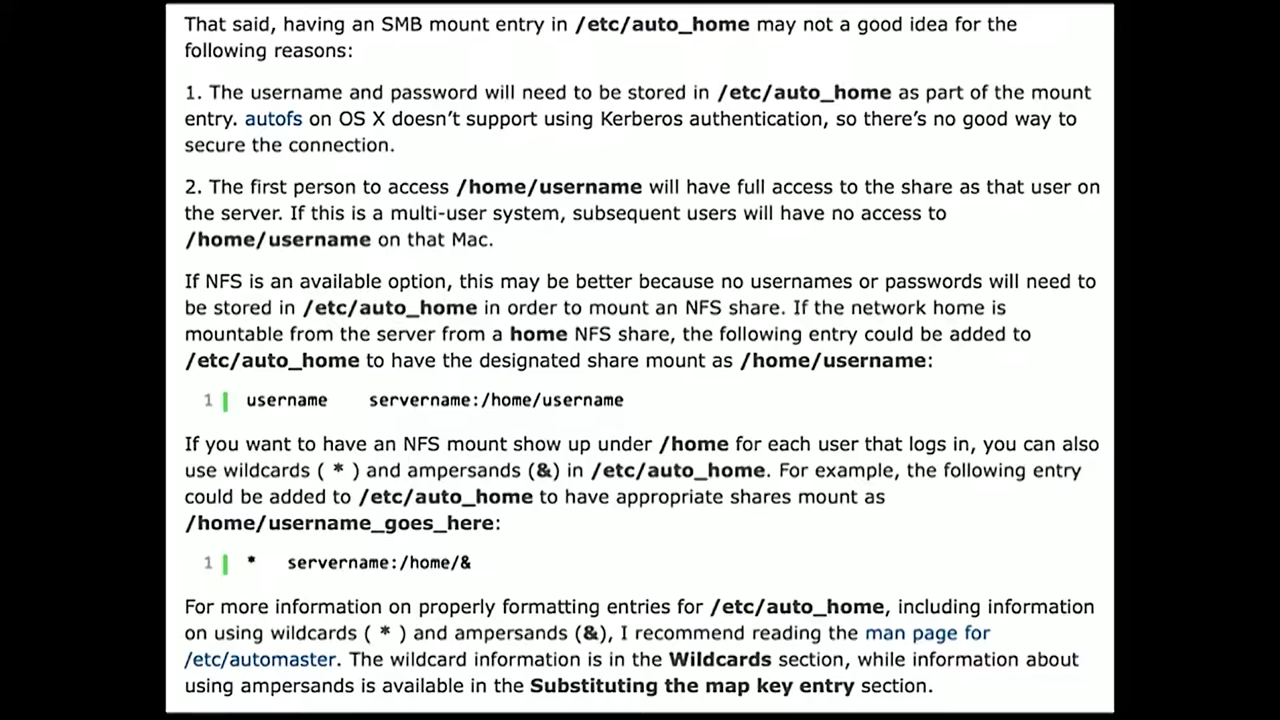 That said, having an SMB mount entry in /etc/auto_home may not a good idea for the
following reasons:
1. The username and password will need to be stored in /etc/auto_home as part of the mount
entry. autofs on OS X doesn’t support using Kerberos authentication, so there’s no good way to
secure the connection.
2. The first person to access /home/username will have full access to the share as that user on
the server. If this is a multi-user system, subsequent users will have no access to
/home/username on that Mac.
If NFS is an available option, this may be better because no usernames or passwords will need to
be stored in /etc/auto_home in order to mount an NFS share. If the network home is
mountable from the server from a home NFS share, the following entry could be added to
/etc/auto_home to have the designated share mount as /home/username:
1 username servername:/home/username
If you want to have an NFS mount show up under /home for each user that logs in, you can also
use wildcards ( * ) and ampersands (&) in /etc/auto_home. For example, the following entry
could be added to /etc/auto_home to have appropriate shares mount as
/home/username_goes_here:
1 * servername:/home/&
For more information on properly formatting entries for /etc/auto_home, including information
on using wildcards ( * ) and ampersands (&), I recommend reading the man page for
/etc/automaster. The wildcard information is in the Wildcards section, while information about
using ampersands is available in the Substituting the map key entry section.